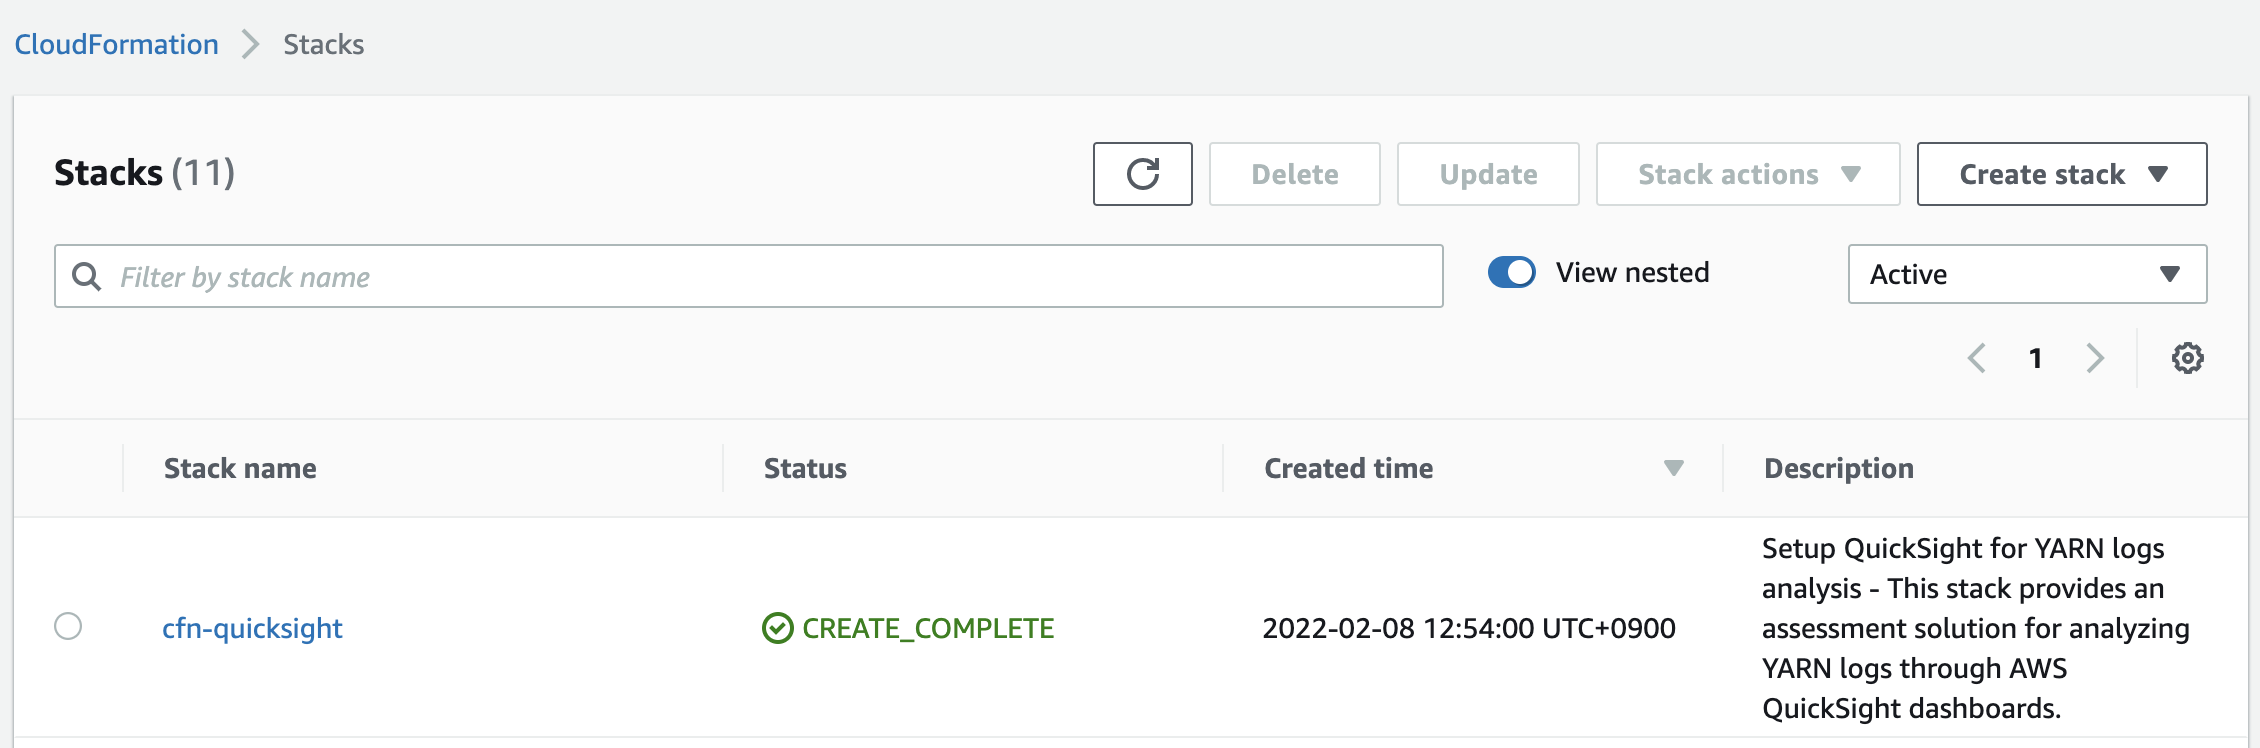 CloudFormation Stacks
Stacks (11)
Delete
Update
Stack actions
Create stack
Filter by stack name
View nested
Active
1
Stack name
Status
Created time
Description
cfn-quicksight
CREATE_COMPLETE
2022-02-08 12:54:00 UTC+0900
Setup QuickSight for YARN logs
analysis - This stack provides an
assessment solution for analyzing
YARN logs through AWS
QuickSight dashboards.